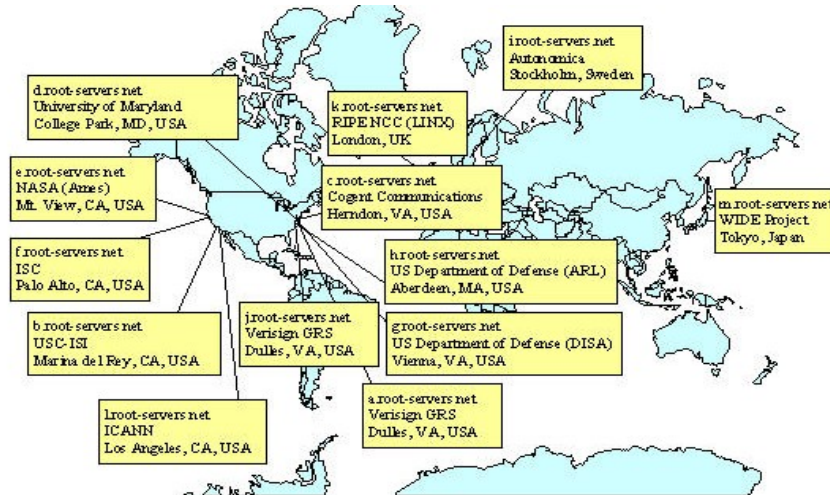 i.root-servers.net
Autonomica
Stockholm, Sweden
d.root-servers.net
University of Maryland
College Park, MD, USA
k.root-servers.net
RIPE NCC (LINX)
London, UK
e.root-servers.net
NASA (Ames)
Mt. View, CA, USA
c.root-servers.net
Cogent Communications
Herndon, VA, USA
m.root-servers.net
WIDE Project
Tokyo, Japan
f.root-servers.net
ISC
Palo Alto, CA, USA
h.root-servers.net
US Department of Defense (ARL)
Aberdeen, MA, USA
b.root-servers.net
USC-ISI
Marina del Rey, CA, USA
j.root-servers.net
Verisign GRS
Dulles, VA, USA
g.root-servers.net
US Department of Defense (DISA)
Vienna, VA, USA
l.root-servers.net
ICANN
Los Angeles, CA, USA
a.root-servers.net
Verisign GRS
Dulles, VA, USA